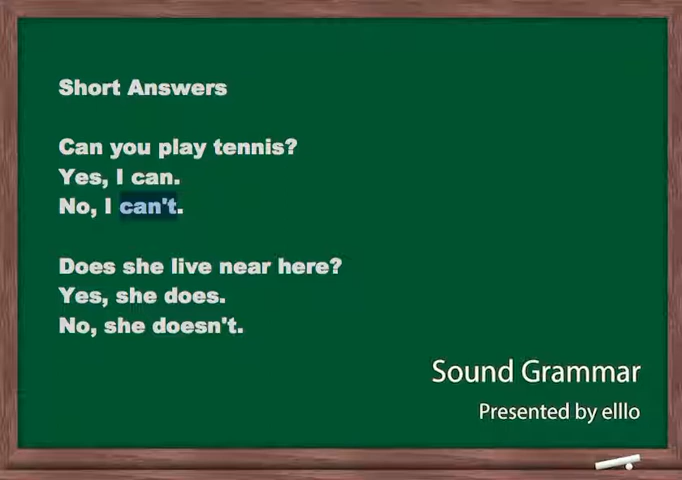 Short Answers
Can you play tennis?
Yes, I can.
No, I can't.
Does she live near here?
Yes, she does.
No, she doesn't.
Sound Grammar
Presented by elllo